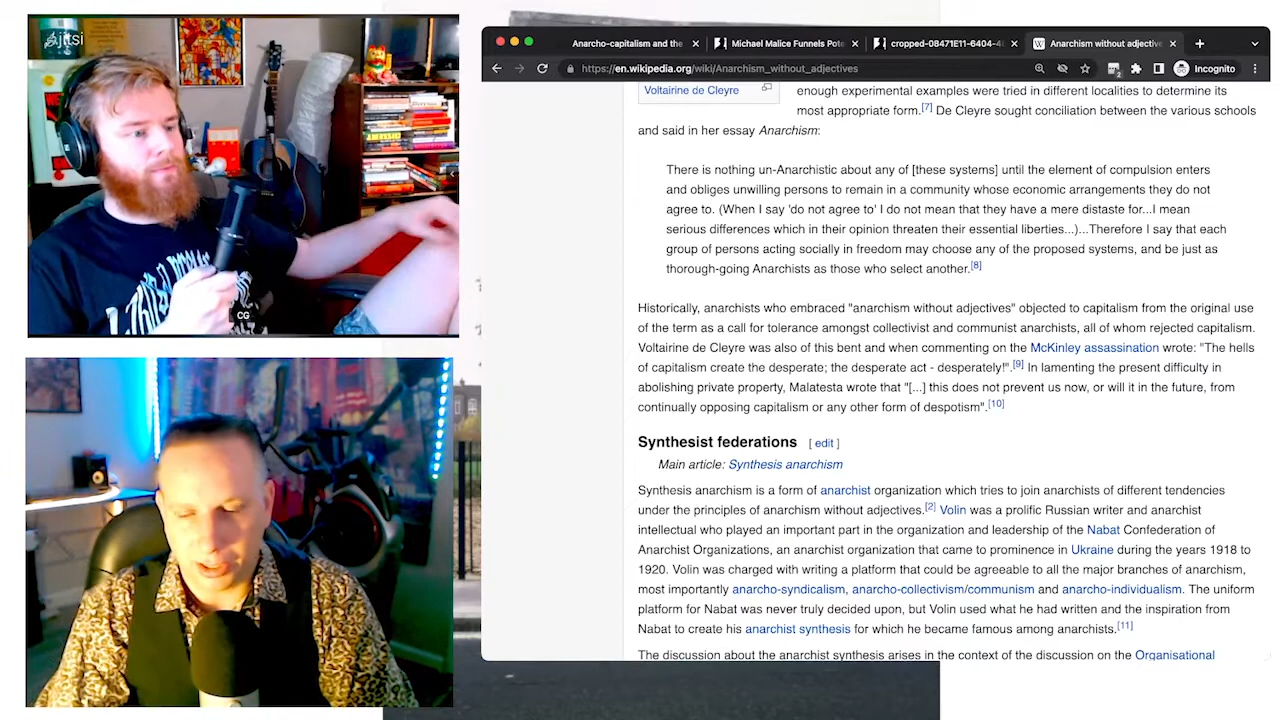 jitsi
CG
Anarcho-capitalism and the
Michael Malice Funnels Pote
cropped-08471E11-6404-4
Anarchism without adjective
https://en.wikipedia.org/wiki/Anarchism_without_adjectives
Incognito
Voltairine de Cleyre
enough experimental examples were tried in different localities to determine its
most appropriate form.[7] De Cleyre sought conciliation between the various schools
and said in her essay Anarchism:
There is nothing un-Anarchistic about any of [these systems] until the element of compulsion enters
and obliges unwilling persons to remain in a community whose economic arrangements they do not
agree to. (When I say 'do not agree to' I do not mean that they have a mere distaste for...I mean
serious differences which in their opinion threaten their essential liberties...)...Therefore I say that each
group of persons acting socially in freedom may choose any of the proposed systems, and be just as
thorough-going Anarchists as those who select another.[8]
Historically, anarchists who embraced "anarchism without adjectives" objected to capitalism from the original use
of the term as a call for tolerance amongst collectivist and communist anarchists, all of whom rejected capitalism.
Voltairine de Cleyre was also of this bent and when commenting on the McKinley assassination wrote: "The hells
of capitalism create the desperate; the desperate act - desperately!".[9] In lamenting the present difficulty in
abolishing private property, Malatesta wrote that "[...] this does not prevent us now, or will it in the future, from
continually opposing capitalism or any other form of despotism".[10]
Synthesist federations [ edit ]
Main article: Synthesis anarchism
Synthesis anarchism is a form of anarchist organization which tries to join anarchists of different tendencies
under the principles of anarchism without adjectives.[2] Volin was a prolific Russian writer and anarchist
intellectual who played an important part in the organization and leadership of the Nabat Confederation of
Anarchist Organizations, an anarchist organization that came to prominence in Ukraine during the years 1918 to
1920. Volin was charged with writing a platform that could be agreeable to all the major branches of anarchism,
most importantly anarcho-syndicalism, anarcho-collectivism/communism and anarcho-individualism. The uniform
platform for Nabat was never truly decided upon, but Volin used what he had written and the inspiration from
Nabat to create his anarchist synthesis for which he became famous among anarchists.[11]
The discussion about the anarchist synthesis arises in the context of the discussion on the Organisational